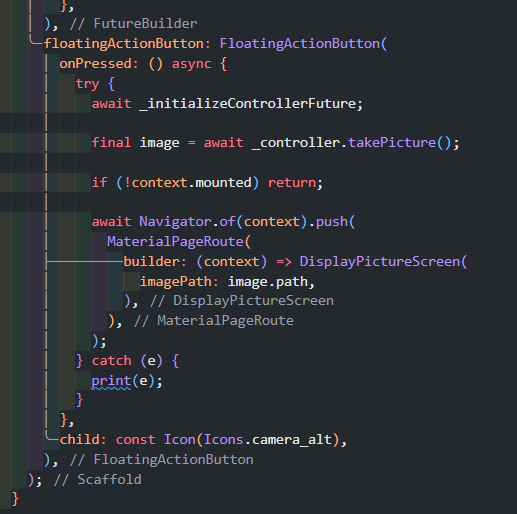 },
), // FutureBuilder
floatingActionButton: FloatingActionButton(
onPressed: () async {
try {
await _initializeControllerFuture;
final image = await _controller.takePicture();
if (!context.mounted) return;
await Navigator.of(context).push(
MaterialPageRoute(
builder: (context) => DisplayPictureScreen(
imagePath: image.path,
), // DisplayPictureScreen
), // MaterialPageRoute
);
} catch (e) {
print(e);
}
},
child: const Icon(Icons.camera_alt),
), // FloatingActionButton
); // Scaffold
}